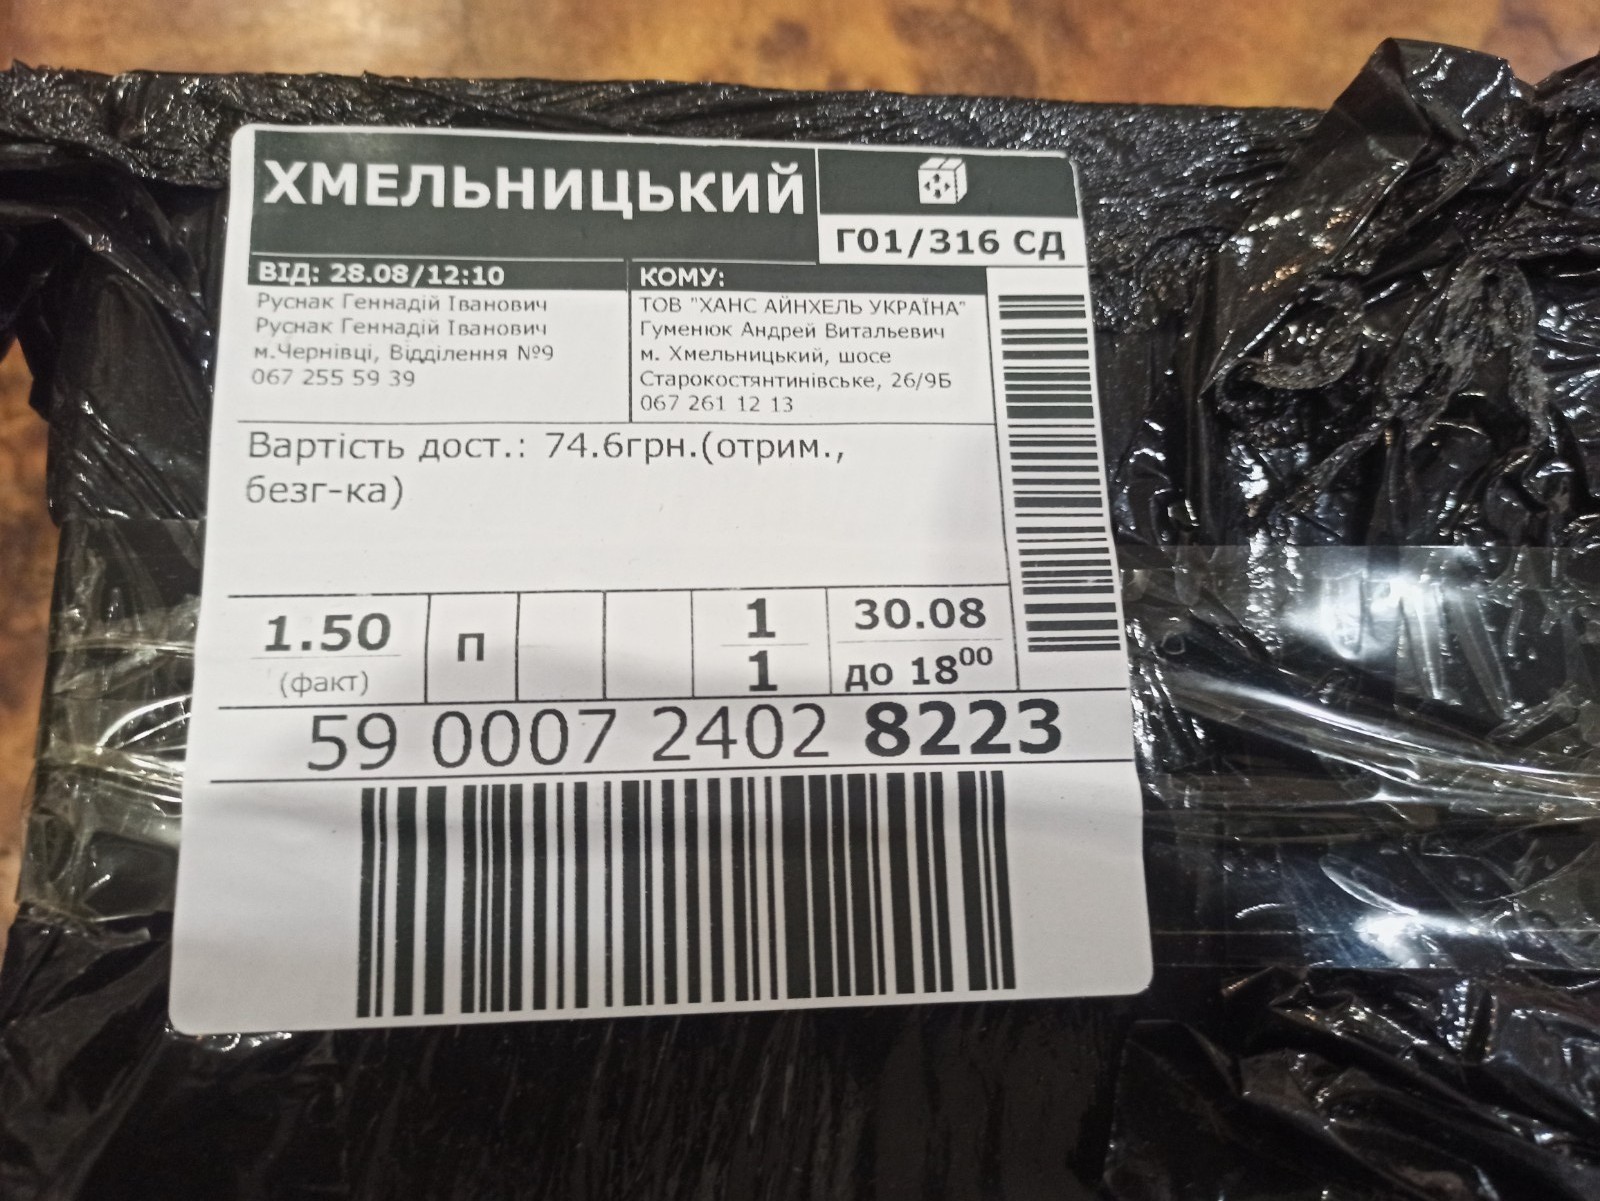 ХМЕЛЬНИЦЬКИЙ
Г01/316 СД
ВІД: 28.08/12:10
Руснак Геннадій Іванович
Руснак Геннадій Іванович
м.Чернівці, Відділення №9
067 255 59 39
КОМУ:
ТОВ "ХАНС АЙНХЕЛЬ УКРАЇНА"
Гуменюк Андрей Витальевич
м. Хмельницький, шосе
Старокостянтинівське, 26/9Б
067 261 12 13
Вартість дост.: 74.6грн.(отрим.,
безг-ка)
1.50
(факт)
П
1
1
30.08
до 18⁰⁰
59 0007 2402 8223